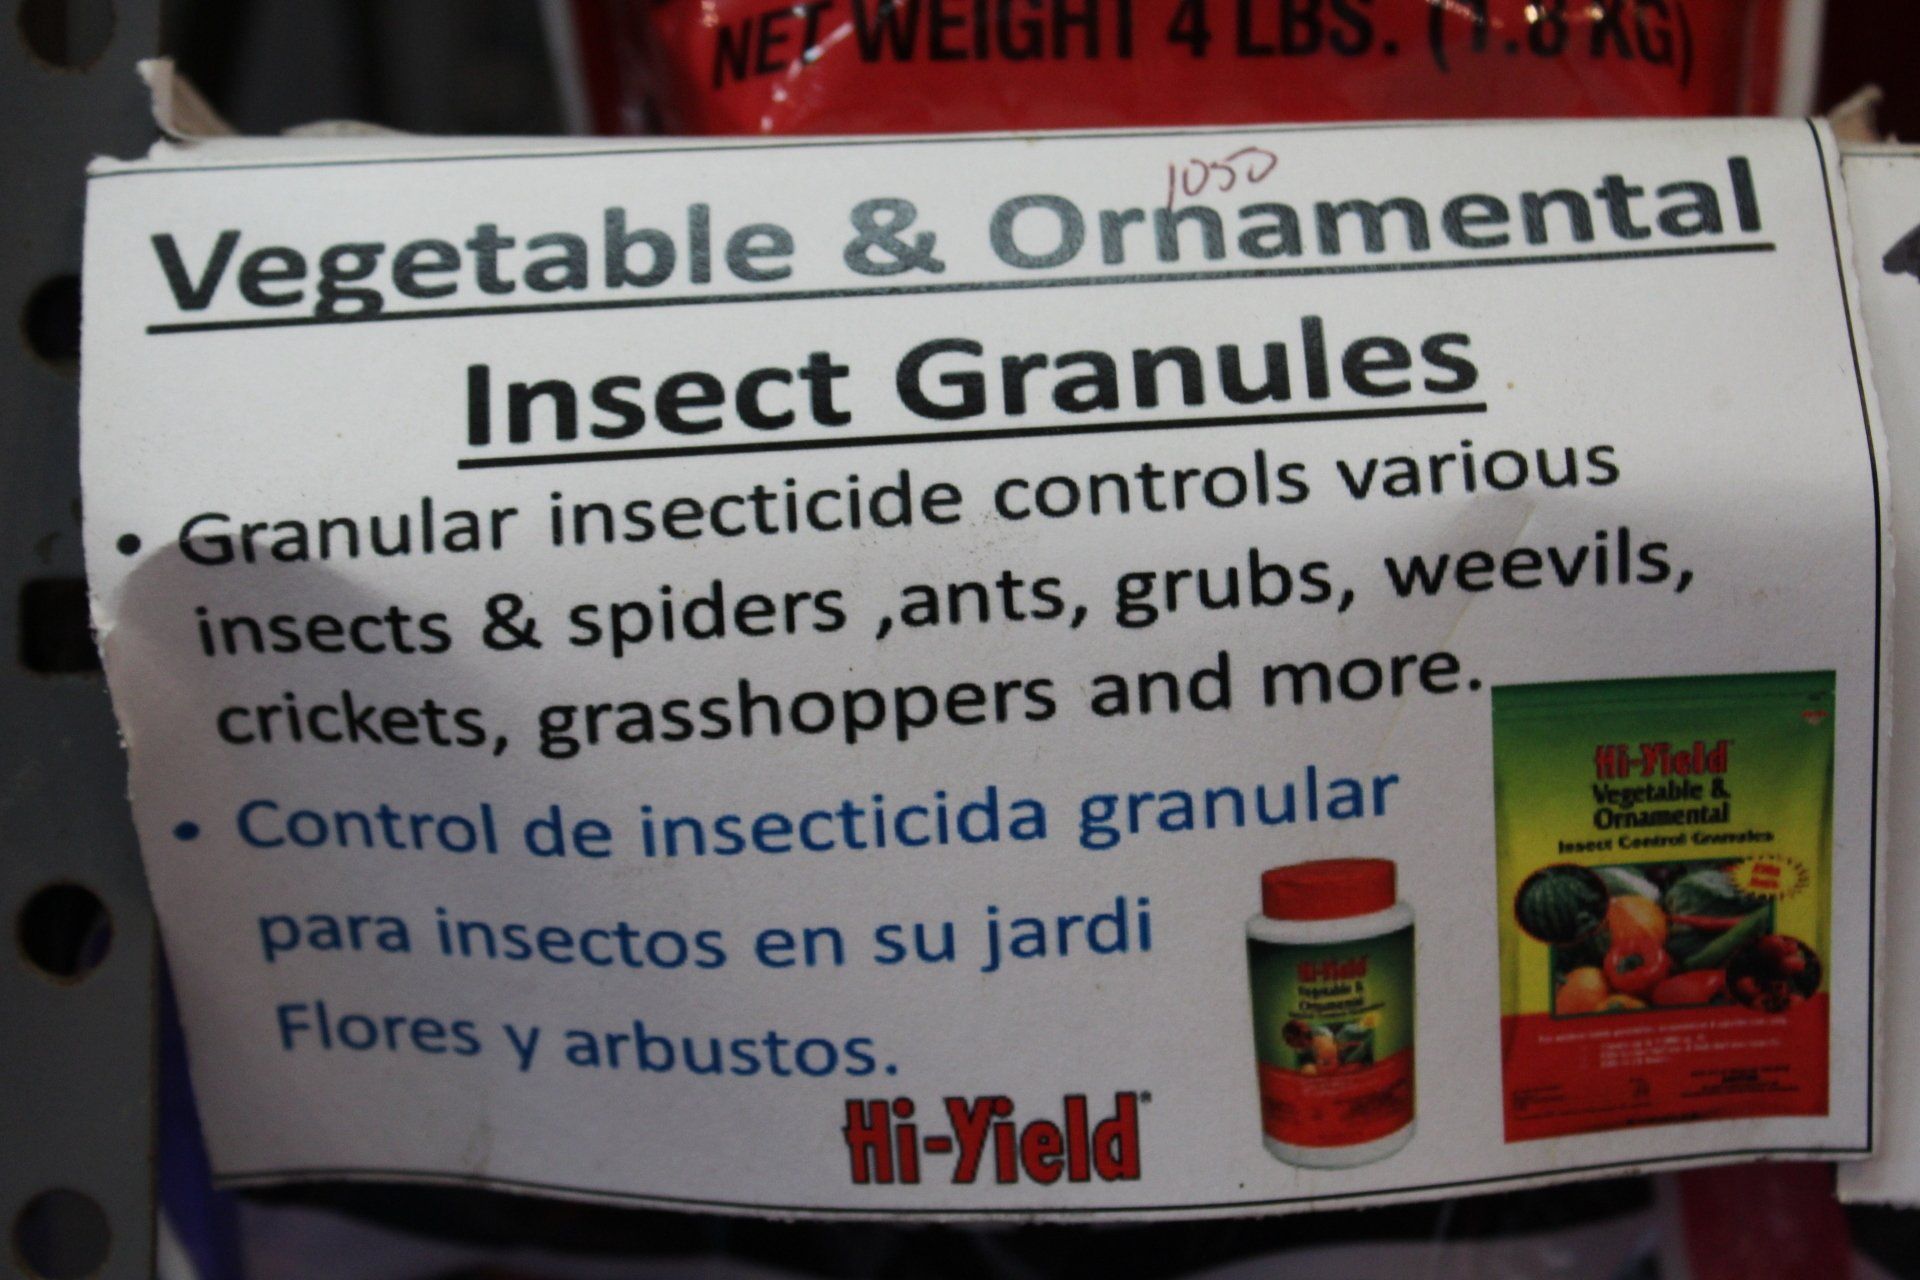 NET WEIGHT 4 LBS. (1.8 KG)
1050
Vegetable & Ornamental
Insect Granules
• Granular insecticide controls various
insects & spiders ,ants, grubs, weevils,
crickets, grasshoppers and more.
• Control de insecticida granular
para insectos en su jardi
Flores y arbustos.
Hi-Yield
Hi-Yield
Vegetable &
Ornamental
Insect Control Granules
Hi-Yield
Vegetable &
Ornamental